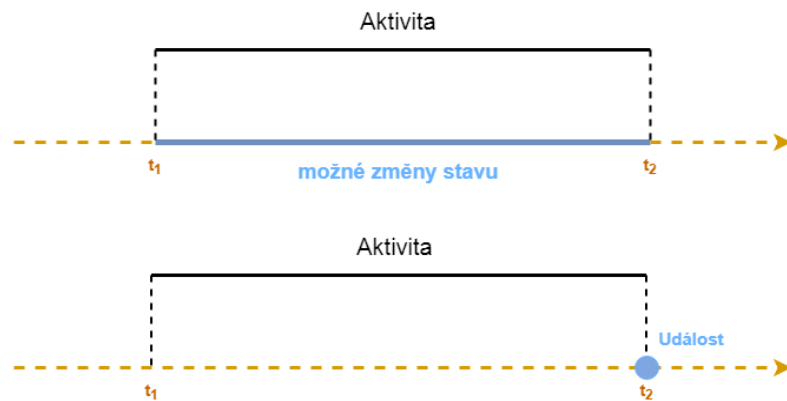 Aktivita
t₁ t₂
možné změny stavu
Aktivita
Událost
t₁ t₂